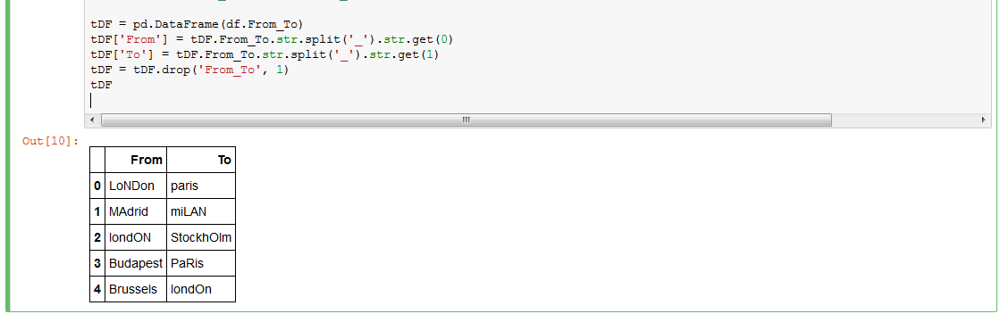 tDF = pd.DataFrame(df.From_To)
tDF['From'] = tDF.From_To.str.split('_').str.get(0)
tDF['To'] = tDF.From_To.str.split('_').str.get(1)
tDF = tDF.drop('From_To', 1)
tDF
Out[10]:
From To
0 LoNDon paris
1 MAdrid miLAN
2 londON StockhOlm
3 Budapest PaRis
4 Brussels londOn